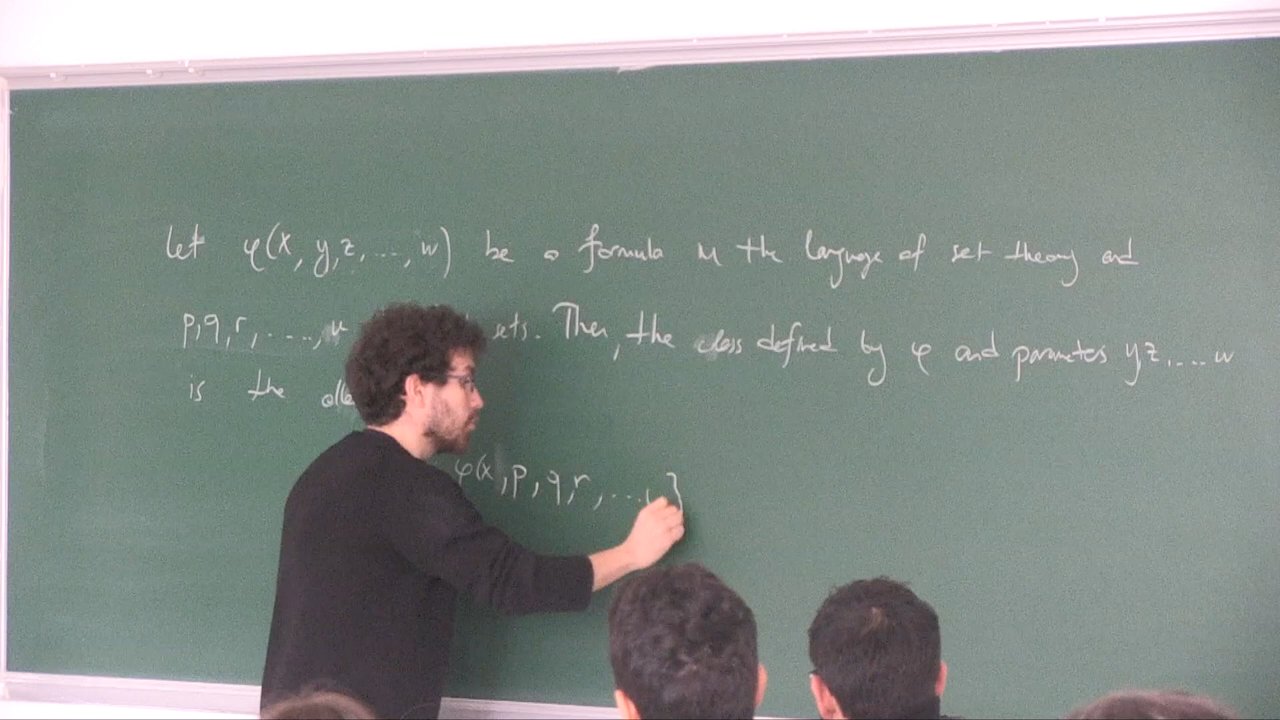 Let φ(x, y, z, ..., w) be a formula in the language of set theory and
p, q, r, ...., u sets. Then, the class defined by φ and parameters y z, .... w
is the
φ(x, p, q, r, ... }